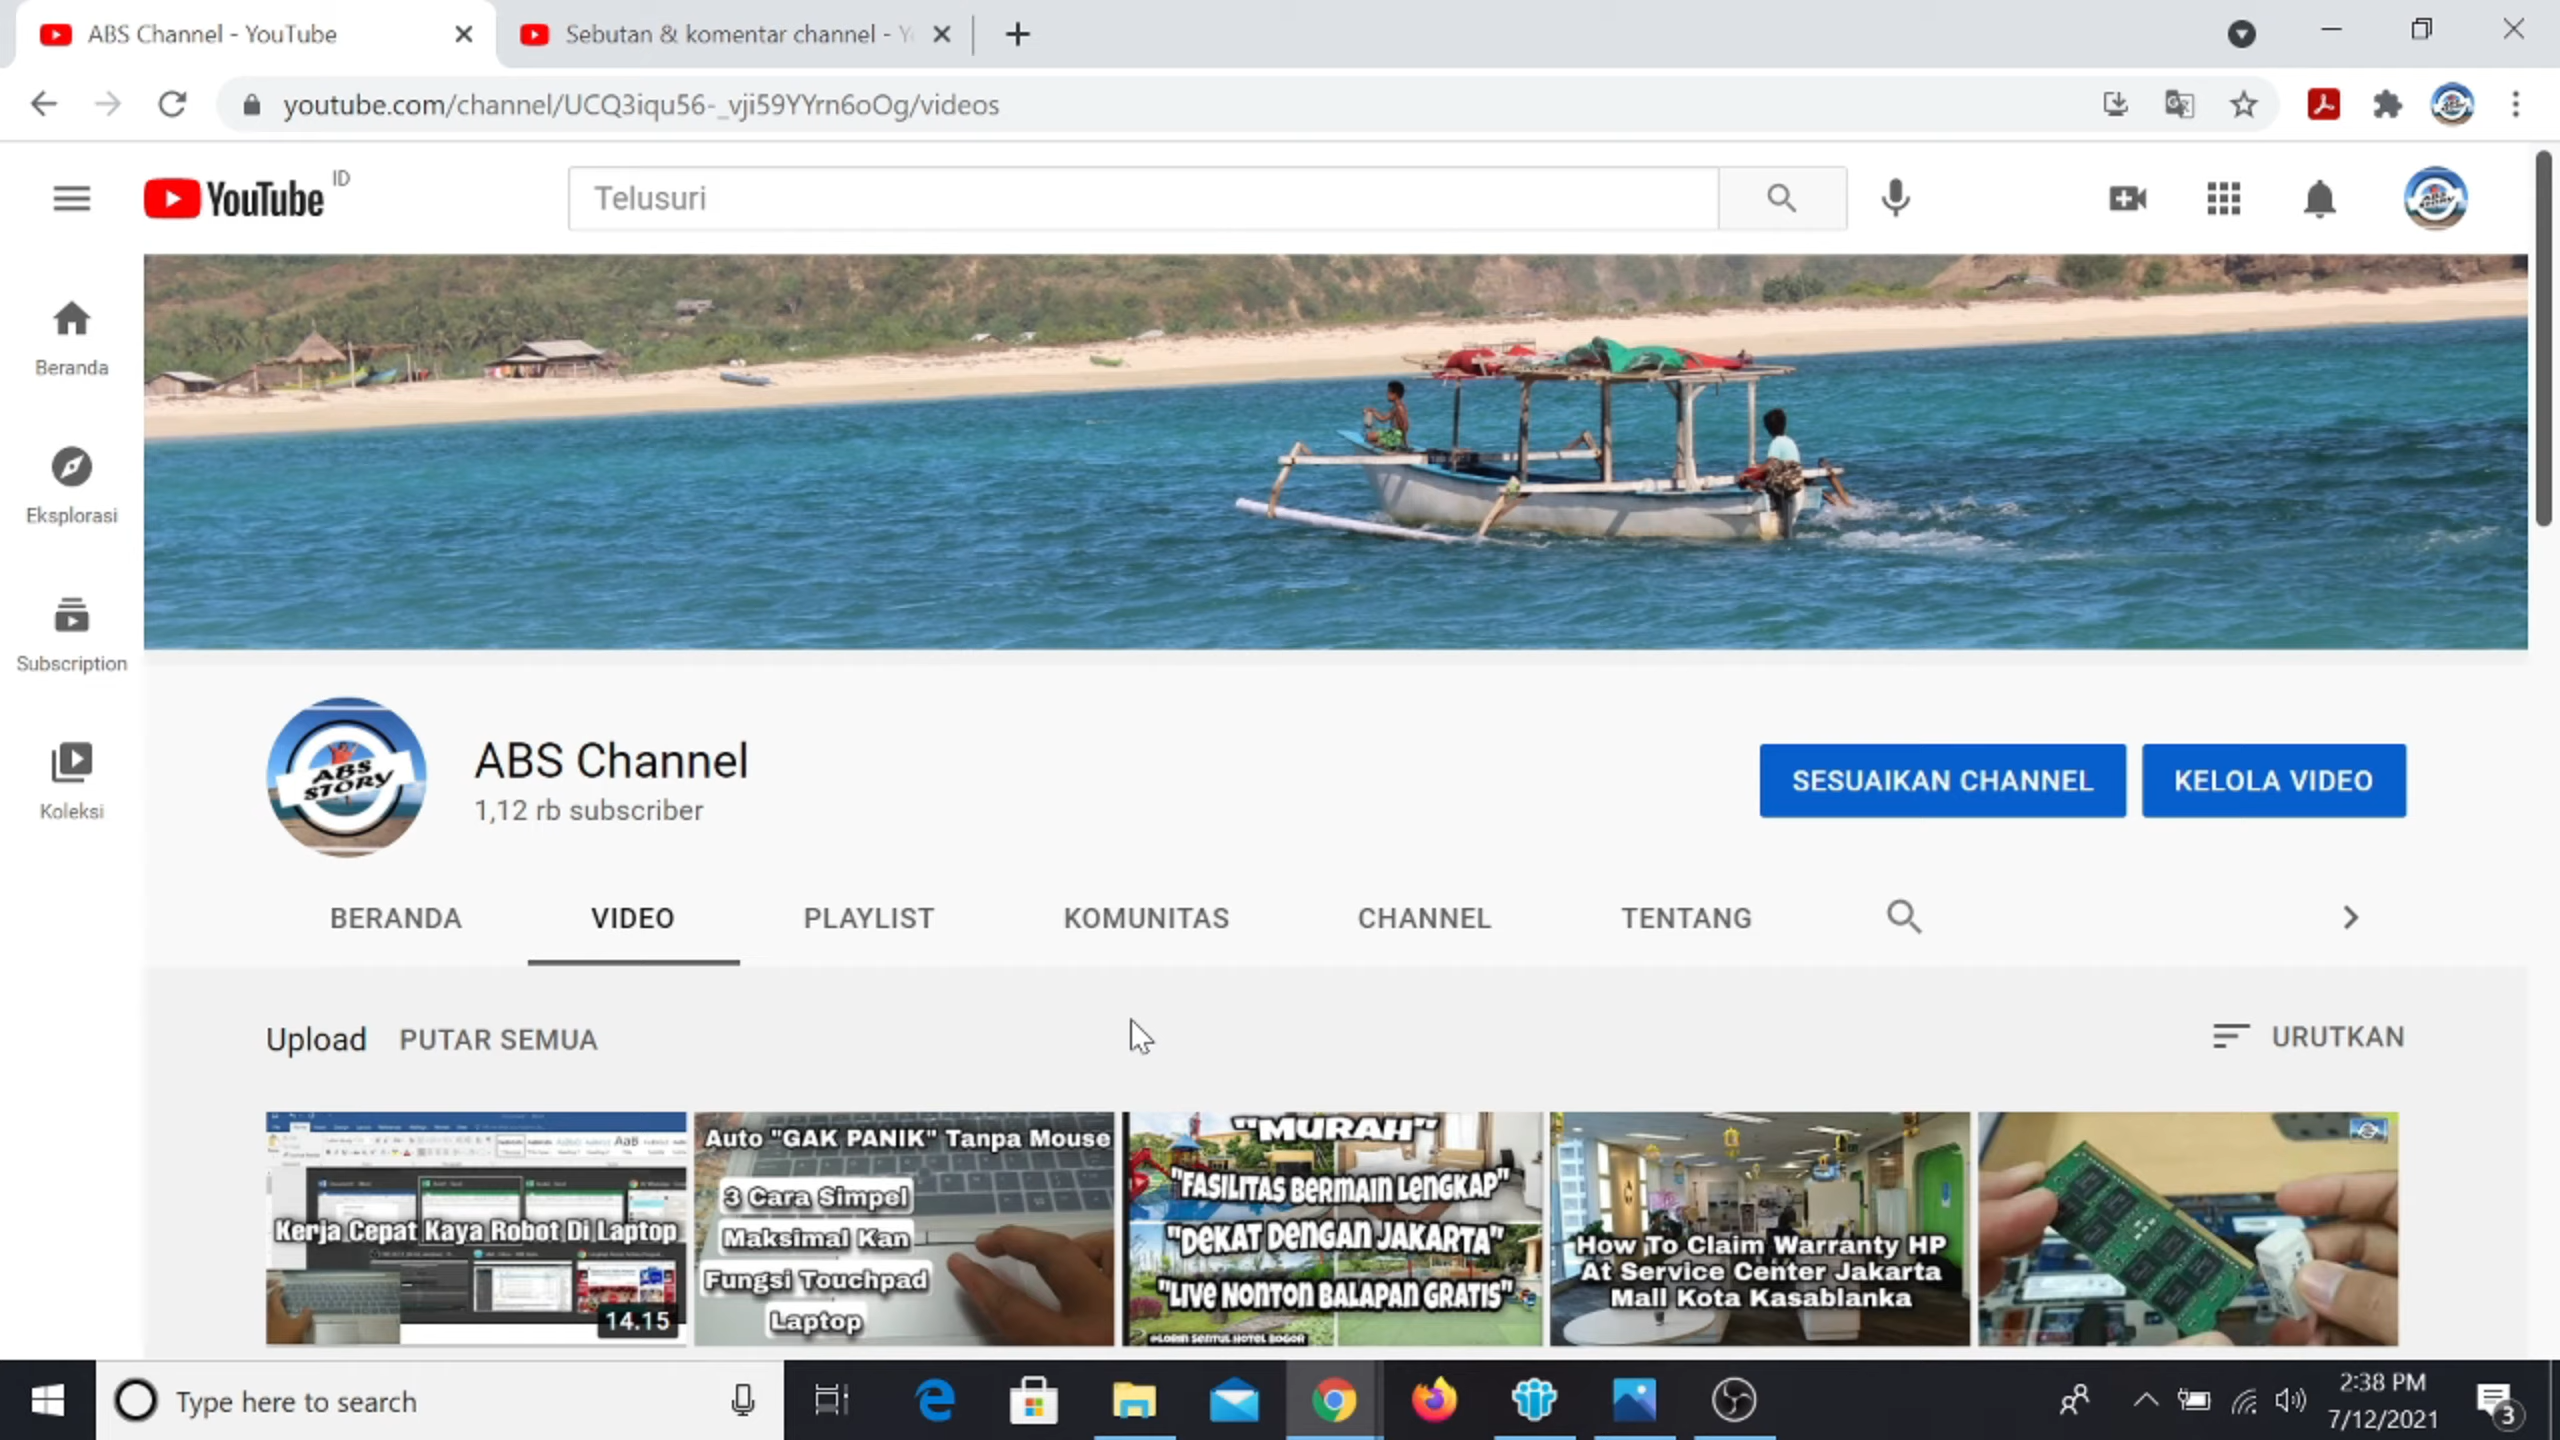 ABS Channel - YouTube
Sebutan & komentar channel - Y
youtube.com/channel/UCQ3iqu56-_vji59YYrn6oOg/videos
YouTube ID
Telusuri
Beranda
Eksplorasi
Subscription
Koleksi
ABS STORY
ABS Channel
1,12 rb subscriber
SESUAIKAN CHANNEL
KELOLA VIDEO
BERANDA
VIDEO
PLAYLIST
KOMUNITAS
CHANNEL
TENTANG
Upload
PUTAR SEMUA
URUTKAN
Kerja Cepat Kaya Robot Di Laptop
14.15
Auto "GAK PANIK" Tanpa Mouse
3 Cara Simpel
Maksimal Kan
Fungsi Touchpad
Laptop
"MURAH"
"FASILITAS BERMAIN LENGKAP"
"DEKAT DENGAN JAKARTA"
"LIVE NONTON BALAPAN GRATIS"
@LORIN SENTUL HOTEL BOGOR
How To Claim Warranty HP
At Service Center Jakarta
Mall Kota Kasablanka
Type here to search
2:38 PM
7/12/2021
3